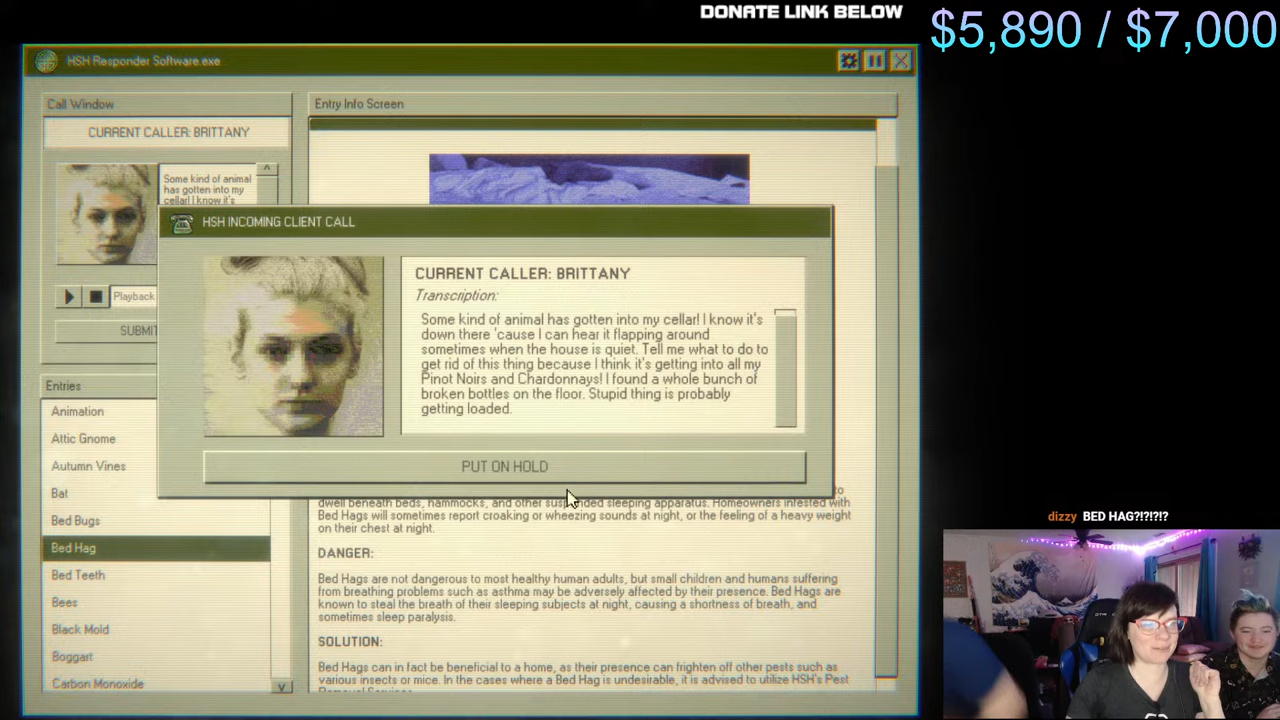 DONATE LINK BELOW
$5,890 / $7,000
HSH Responder Software.exe
Call Window
CURRENT CALLER: BRITTANY
Some kind of animal
has gotten into my
cellar! I know it's
Playback
SUBMIT
Entries
Animation
Attic Gnome
Autumn Vines
Bat
Bed Bugs
Bed Hag
Bed Teeth
Bees
Black Mold
Boggart
Carbon Monoxide
Entry Info Screen
HSH INCOMING CLIENT CALL
CURRENT CALLER: BRITTANY
Transcription:
Some kind of animal has gotten into my cellar! I know it's
down there 'cause I can hear it flapping around
sometimes when the house is quiet. Tell me what to do to
get rid of this thing because I think it's getting into all my
Pinot Noirs and Chardonnays! I found a whole bunch of
broken bottles on the floor. Stupid thing is probably
getting loaded.
PUT ON HOLD
to
dwell beneath beds, hammocks, and other suspended sleeping apparatus. Homeowners infested with
Bed Hags will sometimes report croaking or wheezing sounds at night, or the feeling of a heavy weight
on their chest at night.
DANGER:
Bed Hags are not dangerous to most healthy human adults, but small children and humans suffering
from breathing problems such as asthma may be adversely affected by their presence. Bed Hags are
known to steal the breath of their sleeping subjects at night, causing a shortness of breath, and
sometimes sleep paralysis.
SOLUTION:
Bed Hags can in fact be beneficial to a home, as their presence can frighten off other pests such as
various insects or mice. In the cases where a Bed Hag is undesirable, it is advised to utilize HSH's Pest
Removal Services.
dizzy BED HAG?!?!?!?